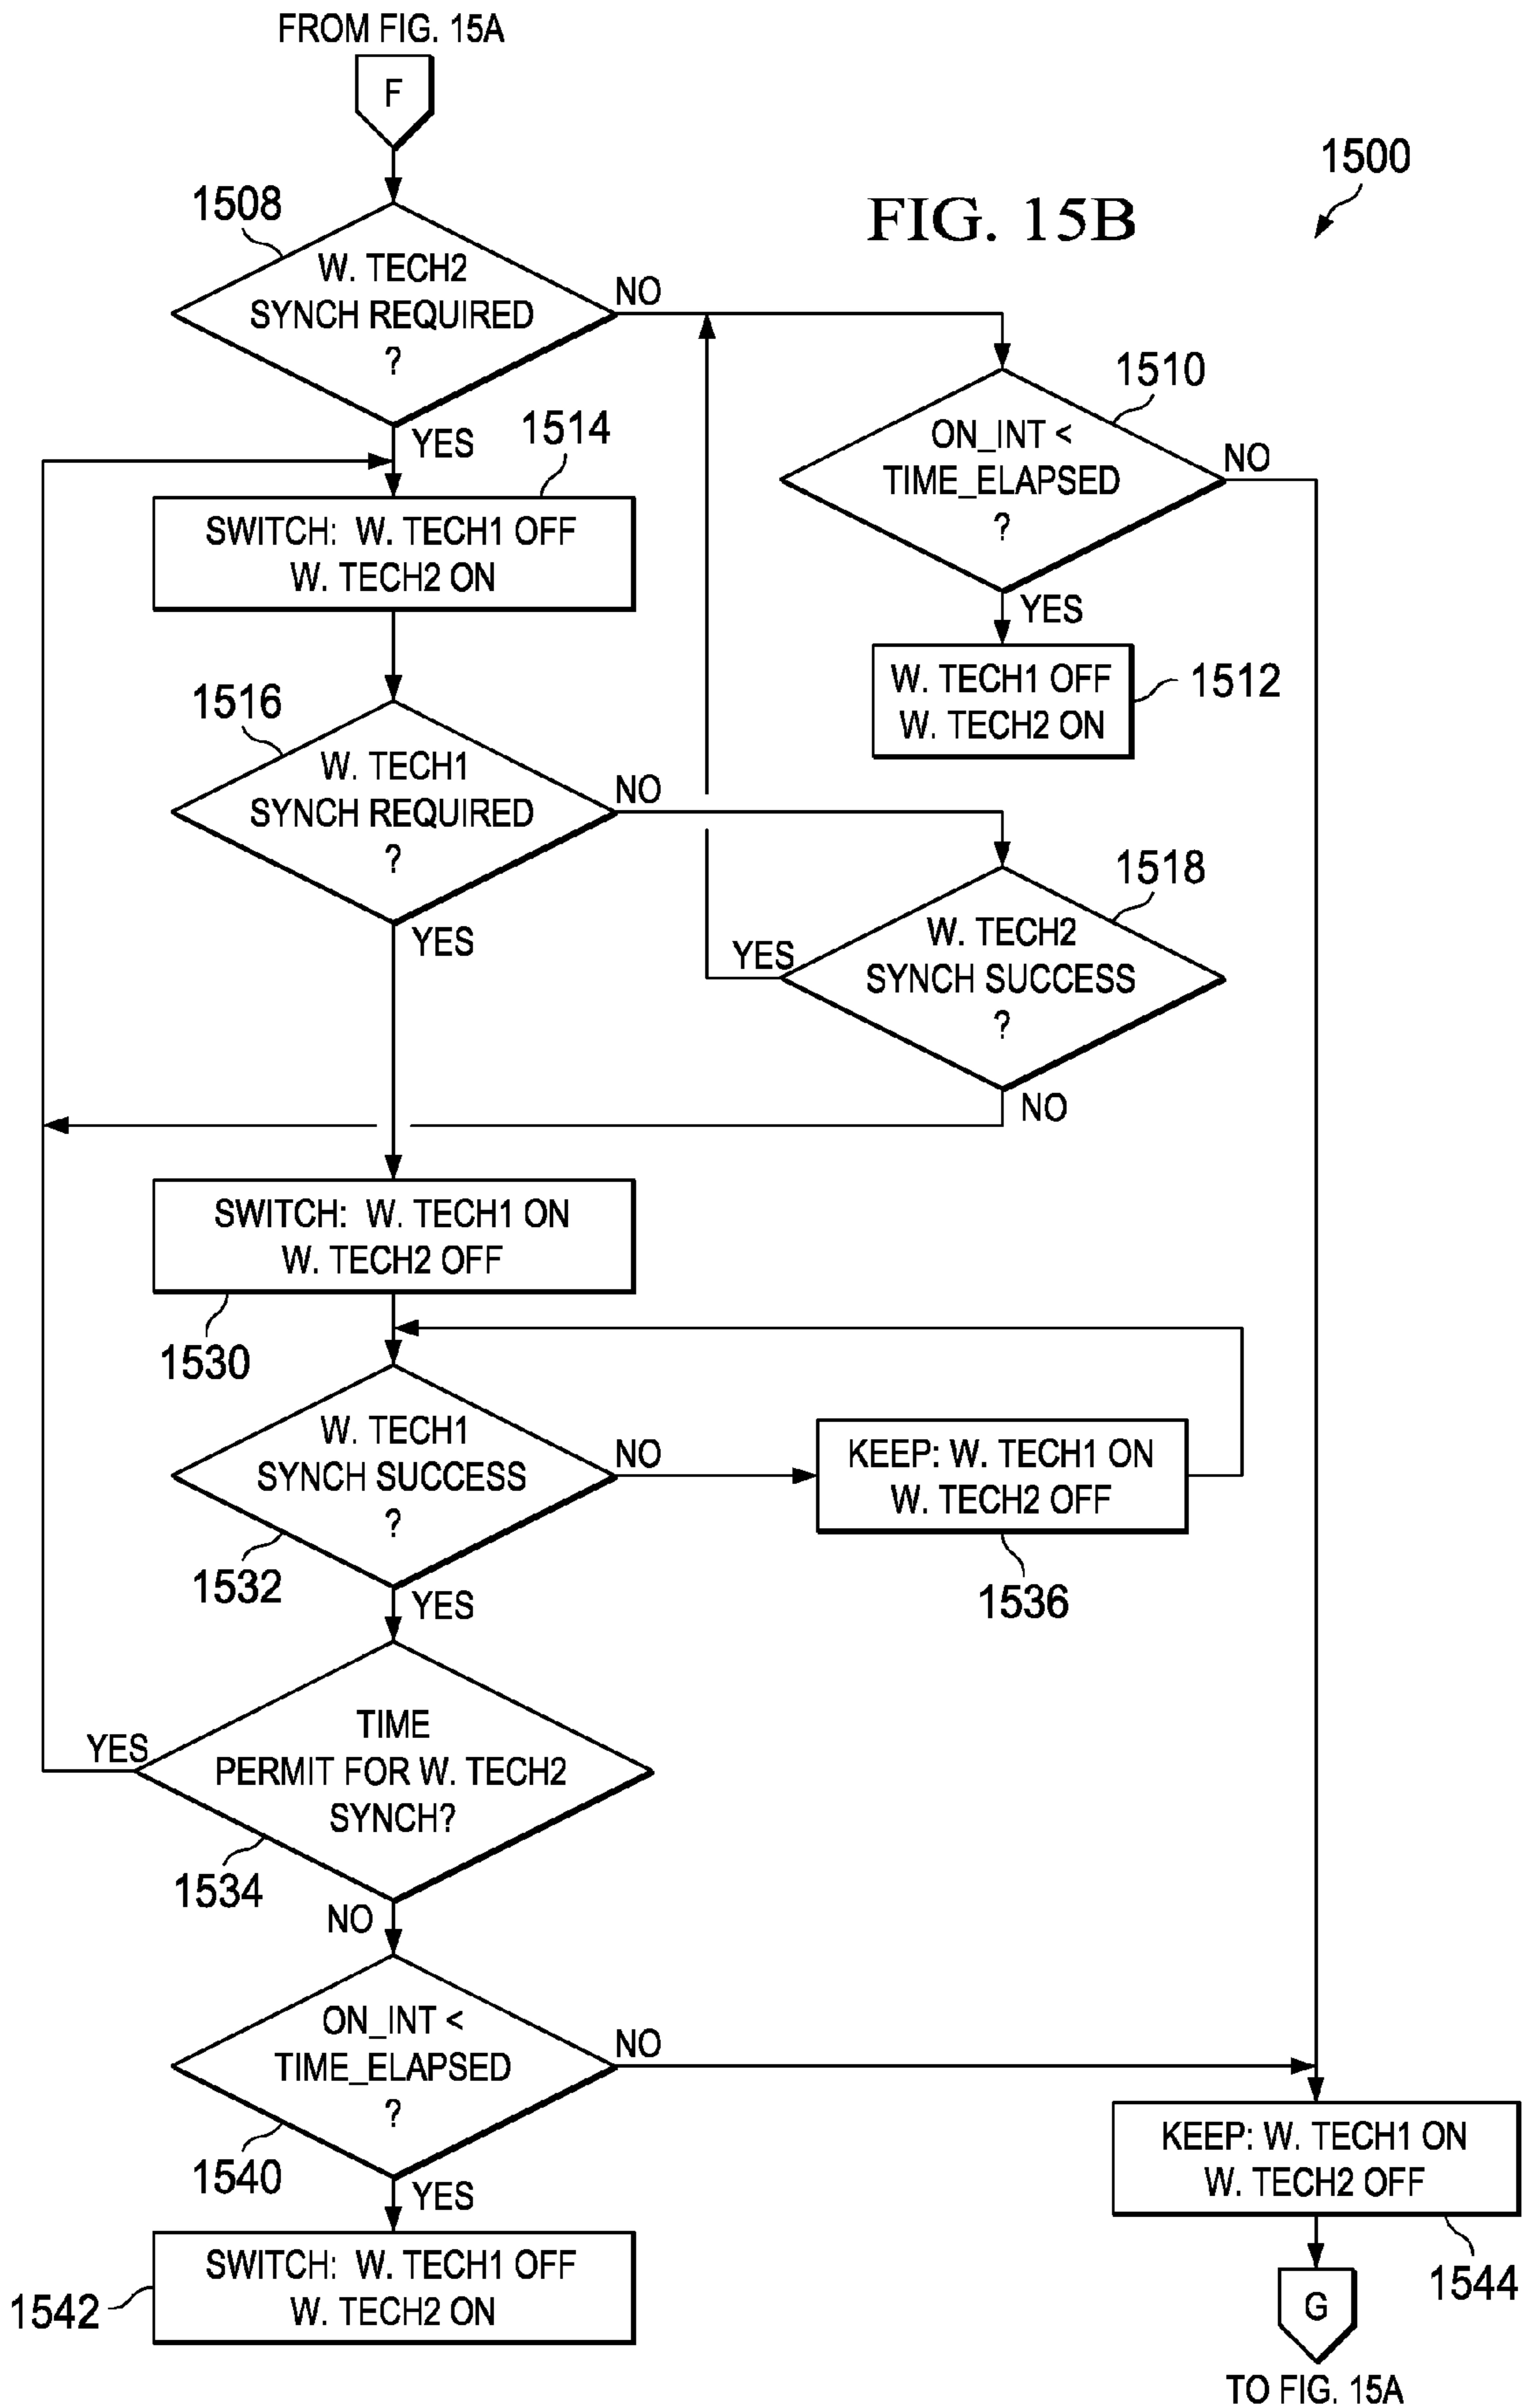 FROM FIG. 15A
F
1500
FIG. 15B
1508
W. TECH2
SYNCH REQUIRED
?
NO
YES
1510
ON_INT <
TIME_ELAPSED
?
NO
YES
1514
SWITCH: W. TECH1 OFF
W. TECH2 ON
W. TECH1 OFF
W. TECH2 ON
1512
1516
W. TECH1
SYNCH REQUIRED
?
NO
YES
1518
W. TECH2
SYNCH SUCCESS
?
YES
NO
SWITCH: W. TECH1 ON
W. TECH2 OFF
1530
W. TECH1
SYNCH SUCCESS
?
NO
1532
YES
KEEP: W. TECH1 ON
W. TECH2 OFF
1536
TIME
PERMIT FOR W. TECH2
SYNCH?
YES
1534
NO
ON_INT <
TIME_ELAPSED
?
NO
1540
YES
KEEP: W. TECH1 ON
W. TECH2 OFF
1544
SWITCH: W. TECH1 OFF
W. TECH2 ON
1542
G
TO FIG. 15A